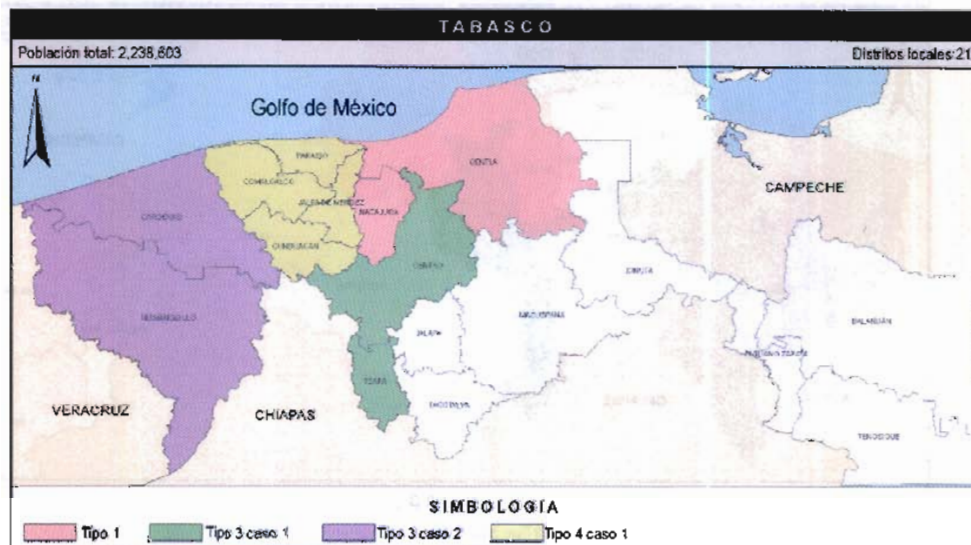 TABASCO
Población total: 2,238,603
Distritos locales:21
N
Golfo de México
PARAISO
CENTLA
COMALCALCO
CAMPECHE
JALPA DE MENDEZ
NACAJUCA
CARDENAS
CUNDUACAN
CENTRO
JONUTA
HUIMANGUILLO
MACUSPANA
BALANCAN
JALAPA
EMILIANO ZAPATA
TEAPA
VERACRUZ
CHIAPAS
TACOTALPA
TENOSIQUE
SIMBOLOGIA
Tipo 1
Tipo 3 caso 1
Tipo 3 caso 2
Tipo 4 caso 1